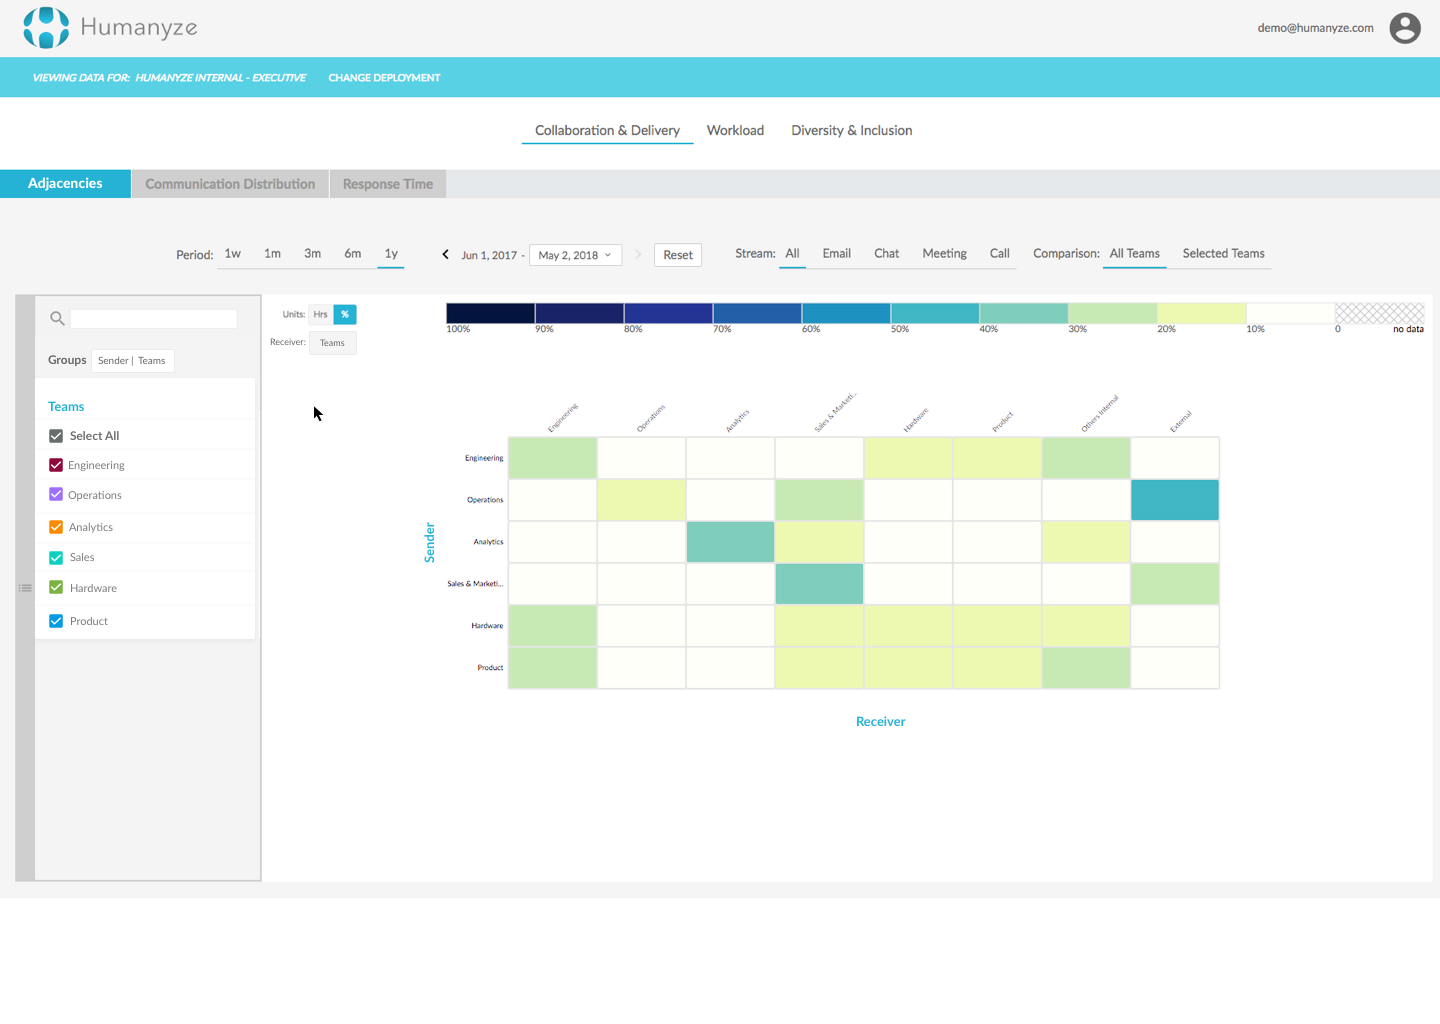 Humanyze
demo@humanyze.com
VIEWING DATA FOR: HUMANYZE INTERNAL - EXECUTIVE CHANGE DEPLOYMENT
Collaboration & Delivery Workload Diversity & Inclusion
Adjacencies Communication Distribution Response Time
Period: 1w 1m 3m 6m 1y Jun 1, 2017 - May 2, 2018 Reset Stream: All Email Chat Meeting Call Comparison: All Teams Selected Teams
Units: Hrs %
100% 90% 80% 70% 60% 50% 40% 30% 20% 10% 0 no data
Receiver: Teams
Groups Sender | Teams
Teams
Select All
Engineering
Operations
Analytics
Sales
Hardware
Product
Engineering Operations Analytics Sales & Marketi... Hardware Product Others Internal External
Sender
Engineering
Operations
Analytics
Sales & Marketi...
Hardware
Product
Receiver